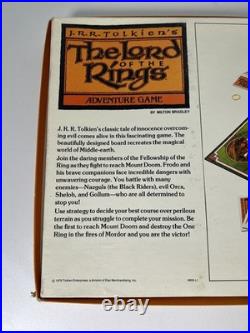 J.R.R. Tolkien's
The Lord
OF THE
Rings
ADVENTURE GAME
BY MILTON BRADLEY
J. R. R. Tolkien's classic tale of innocence overcom-
ing evil comes alive in this fascinating game. The
beautifully designed board recreates the magical
world of Middle-earth.
Join the daring members of the Fellowship of the
Ring as they fight to reach Mount Doom. Frodo and
his brave companions face incredible dangers with
unwavering courage. You battle with many
enemies—Nazguls (the Black Riders), evil Orcs,
Shelob, and Gollum—who do their best to defeat
you.
Use strategy to decide your best course over perilous
terrain as you struggle to complete your mission. Be
the first to reach Mount Doom and destroy the One
Ring in the fires of Mordor and you are the victor!